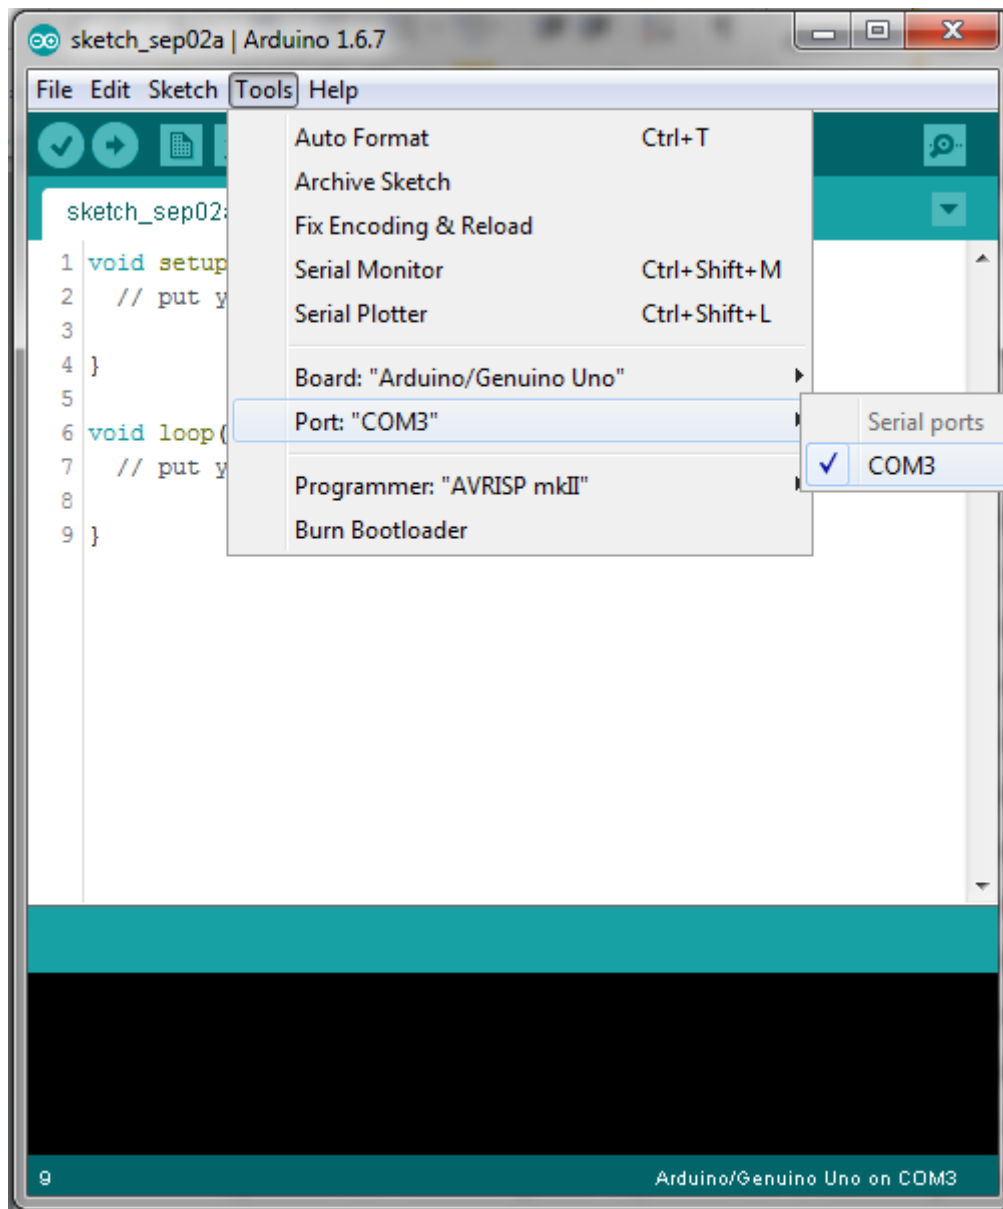 sketch_sep02a | Arduino 1.6.7
File Edit Sketch Tools Help
sketch_sep02
Auto Format Ctrl+T
Archive Sketch
Fix Encoding & Reload
Serial Monitor Ctrl+Shift+M
Serial Plotter Ctrl+Shift+L
Board: "Arduino/Genuino Uno"
Port: "COM3"
Programmer: "AVRISP mkII"
Burn Bootloader
Serial ports
COM3
1 void setup
2 // put y
3
4 }
5
6 void loop(
7 // put y
8
9 }
9 Arduino/Genuino Uno on COM3